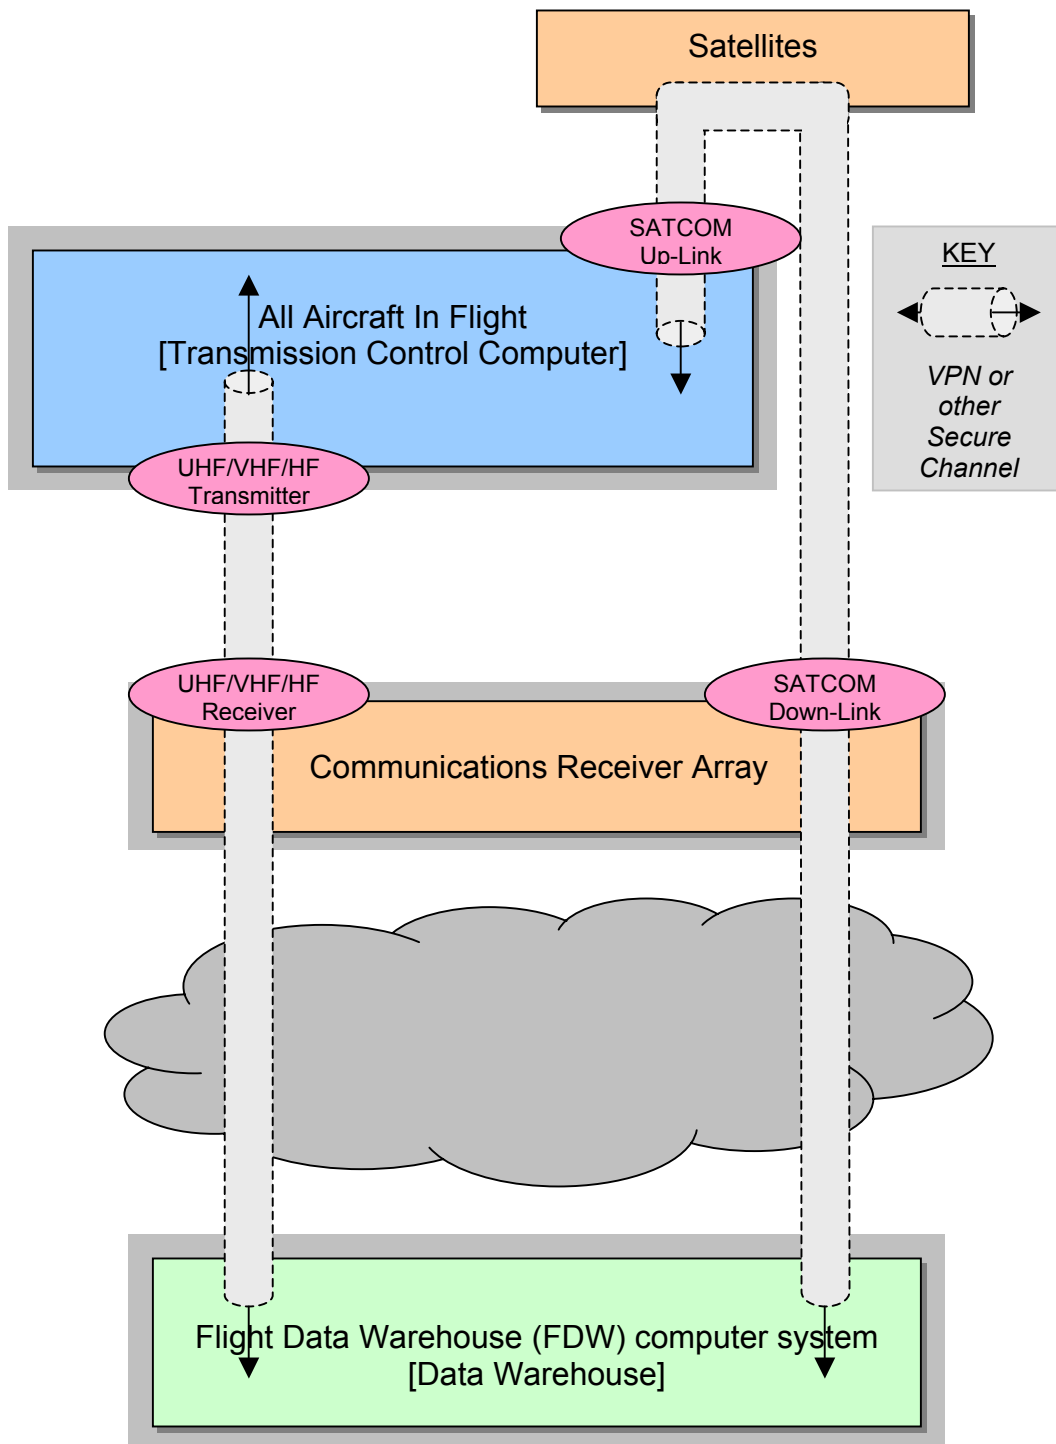 Satellites
SATCOM
Up-Link
KEY
All Aircraft In Flight
[Transmission Control Computer]
VPN or
other
Secure
Channel
UHF/VHF/HF
Transmitter
UHF/VHF/HF
Receiver
SATCOM
Down-Link
Communications Receiver Array
Flight Data Warehouse (FDW) computer system
[Data Warehouse]